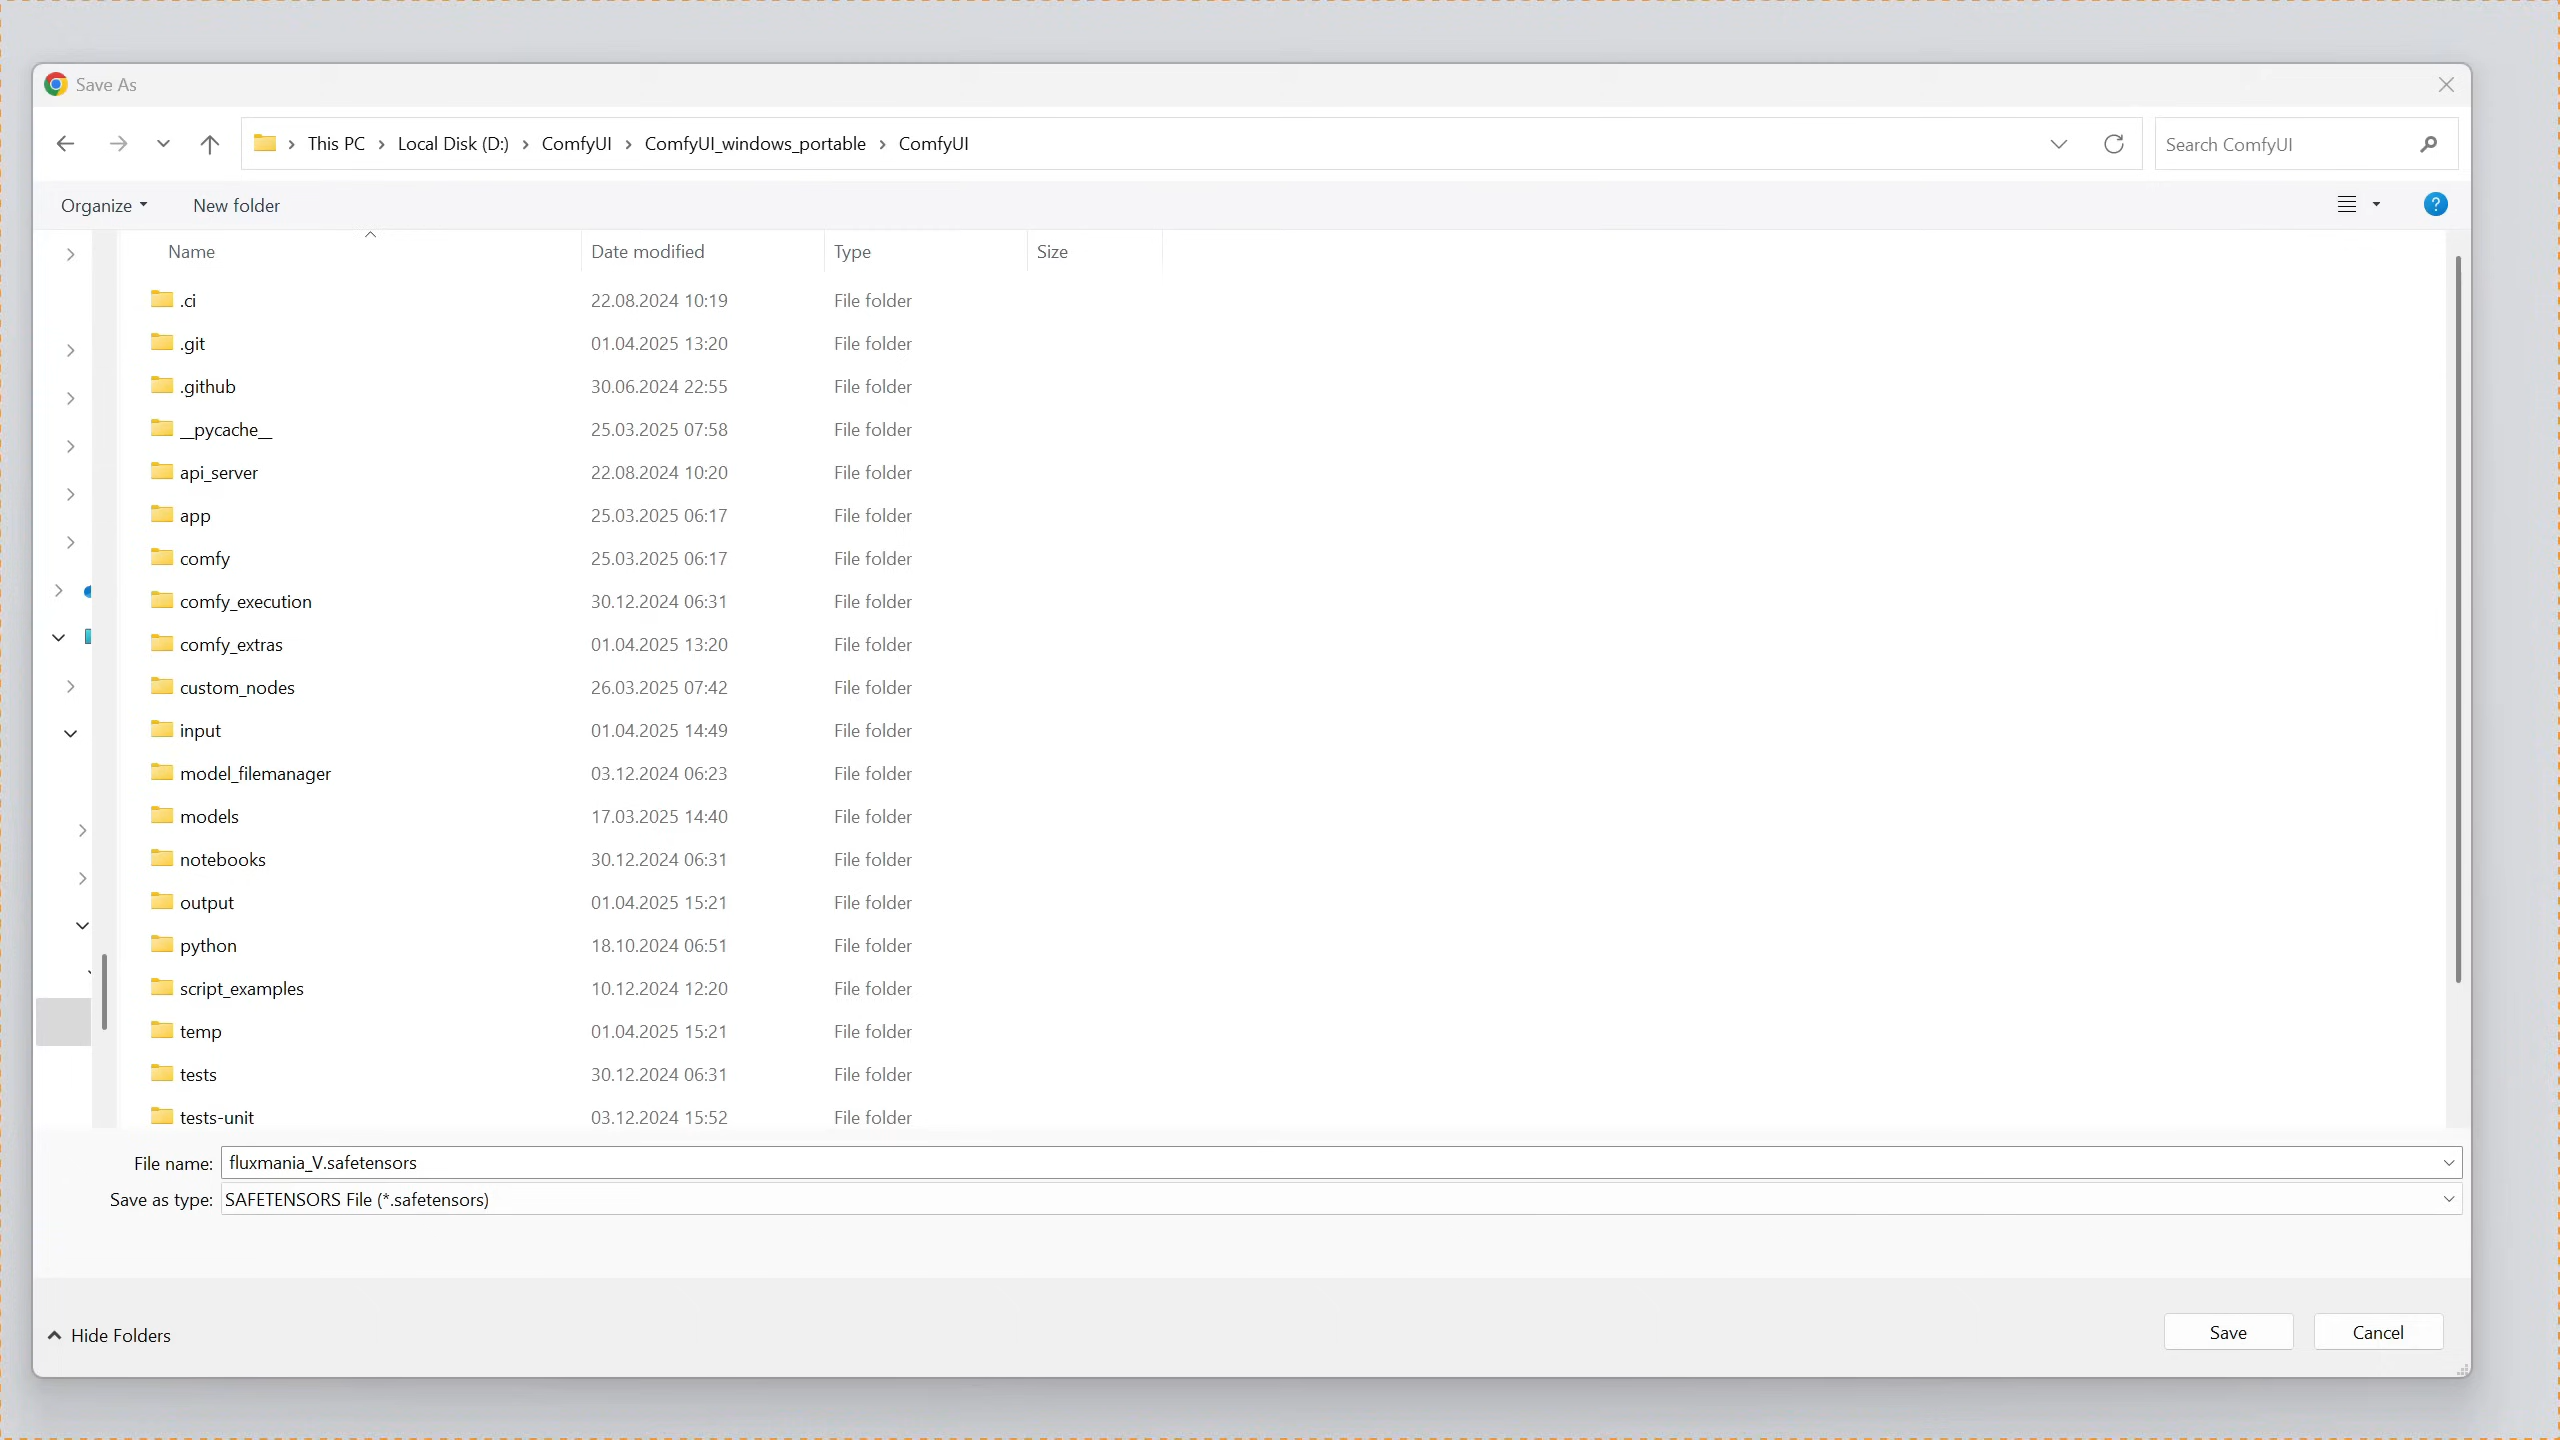 Save As
This PC > Local Disk (D:) > ComfyUI > ComfyUI_windows_portable > ComfyUI
Search ComfyUI
Organize New folder
Name Date modified Type Size
.ci 22.08.2024 10:19 File folder
.git 01.04.2025 13:20 File folder
.github 30.06.2024 22:55 File folder
__pycache__ 25.03.2025 07:58 File folder
api_server 22.08.2024 10:20 File folder
app 25.03.2025 06:17 File folder
comfy 25.03.2025 06:17 File folder
comfy_execution 30.12.2024 06:31 File folder
comfy_extras 01.04.2025 13:20 File folder
custom_nodes 26.03.2025 07:42 File folder
input 01.04.2025 14:49 File folder
model_filemanager 03.12.2024 06:23 File folder
models 17.03.2025 14:40 File folder
notebooks 30.12.2024 06:31 File folder
output 01.04.2025 15:21 File folder
python 18.10.2024 06:51 File folder
script_examples 10.12.2024 12:20 File folder
temp 01.04.2025 15:21 File folder
tests 30.12.2024 06:31 File folder
tests-unit 03.12.2024 15:52 File folder
File name: fluxmania_V.safetensors
Save as type: SAFETENSORS File (*.safetensors)
Hide Folders Save Cancel